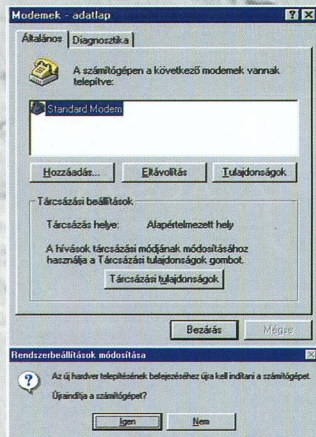 Modemek - adatlap
Általános Diagnosztika
A számítógépen a következő modemek vannak
telepítve:
Standard Modem
Hozzáadás... Eltávolítás Tulajdonságok
Tárcsázási beállítások
Tárcsázás helye: Alapértelmezett hely
A hívások tárcsázási módjának módosításához
használja a Tárcsázási tulajdonságok gombot.
Tárcsázási tulajdonságok
Bezárás Mégse
Rendszerbeállítások módosítása
Az új hardver telepítésének befejezéséhez újra kell indítani a számítógépet.
Újraindítja a számítógépet?
Igen Nem